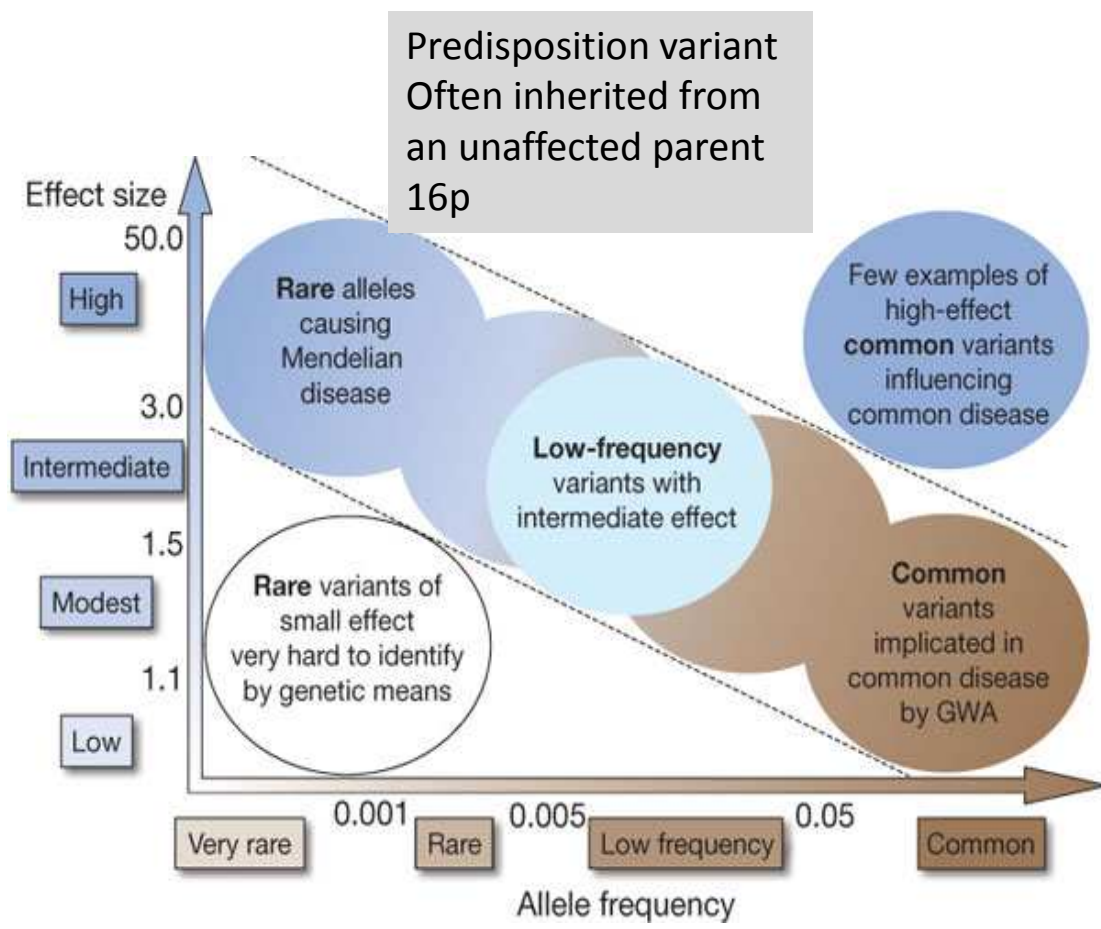 Predisposition variant
Often inherited from
an unaffected parent
16p
Effect size
50.0
High
3.0
Intermediate
1.5
Modest
1.1
Low
Rare alleles
causing
Mendelian
disease
Few examples of
high-effect
common variants
influencing
common disease
Low-frequency
variants with
intermediate effect
Rare variants of
small effect
very hard to identify
by genetic means
Common
variants
implicated in
common disease
by GWA
0.001
0.005
0.05
Very rare
Rare
Low frequency
Common
Allele frequency